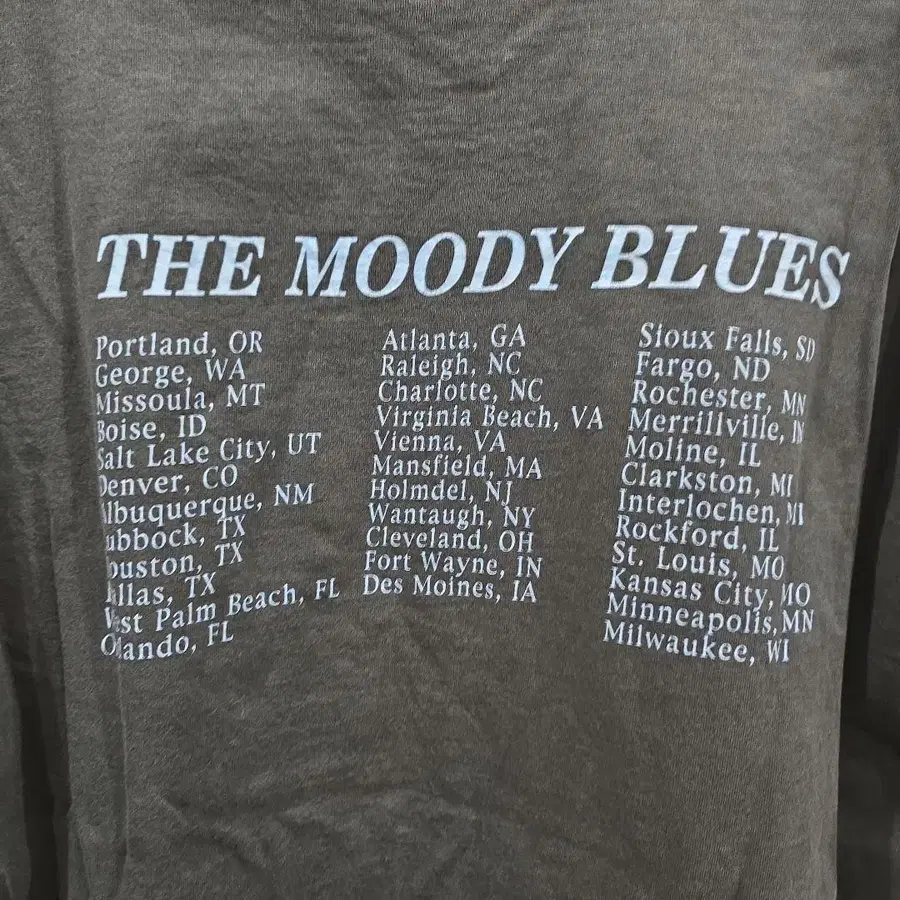 THE MOODY BLUES
Portland, OR
George, WA
Missoula, MT
Boise, ID
Salt Lake City, UT
Denver, CO
Albuquerque, NM
Lubbock, TX
Houston, TX
Dallas, TX
West Palm Beach, FL
Orlando, FL
Atlanta, GA
Raleigh, NC
Charlotte, NC
Virginia Beach, VA
Vienna, VA
Mansfield, MA
Holmdel, NJ
Wantaugh, NY
Cleveland, OH
Fort Wayne, IN
Des Moines, IA
Sioux Falls, SD
Fargo, ND
Rochester, MN
Merrillville, IN
Moline, IL
Clarkston, MI
Interlochen, MI
Rockford, IL
St. Louis, MO
Kansas City, MO
Minneapolis, MN
Milwaukee, WI